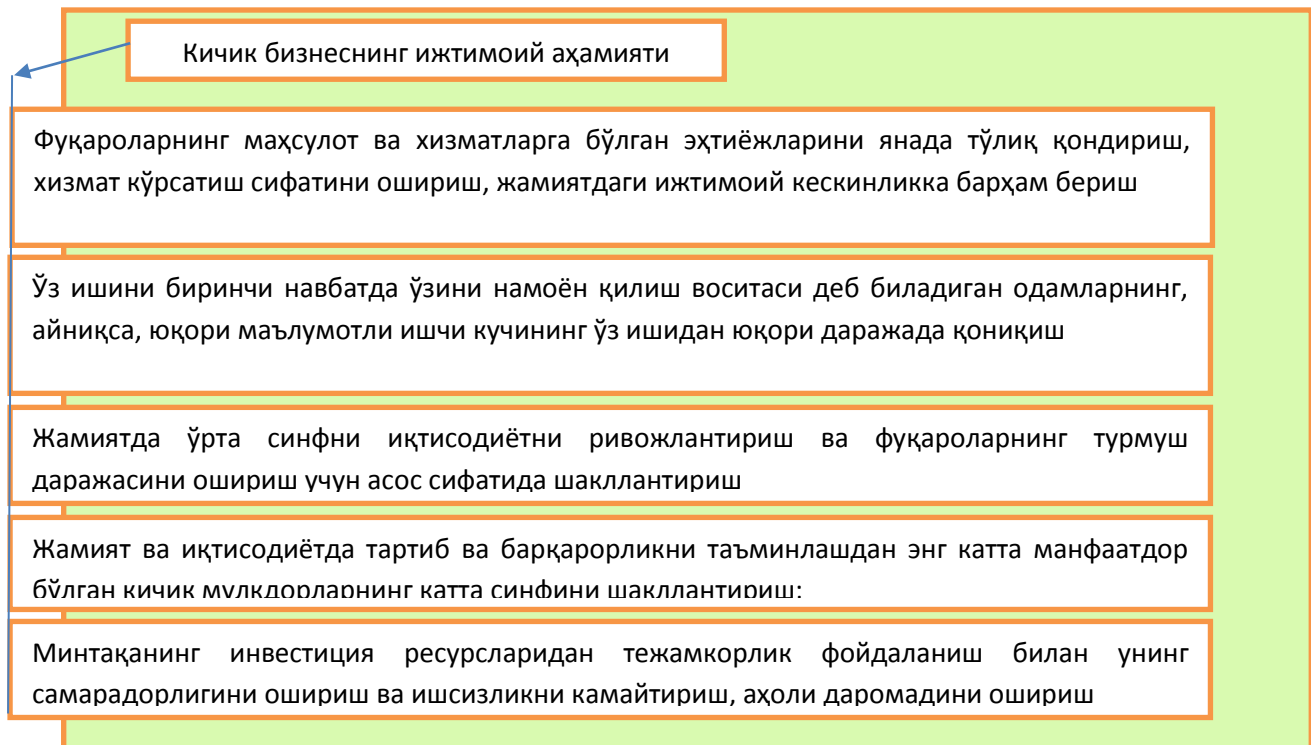 Кичик бизнеснинг ижтимоий аҳамияти
Фуқароларнинг маҳсулот ва хизматларга бўлган эҳтиёжларини янада тўлиқ қондириш,
хизмат кўрсатиш сифатини ошириш, жамиятдаги ижтимоий кескинликка барҳам бериш
Ўз ишини биринчи навбатда ўзини намоён қилиш воситаси деб биладиган одамларнинг,
айниқса, юқори маълумотли ишчи кучининг ўз ишидан юқори даражада қониқиш
Жамиятда ўрта синфни иқтисодиётни ривожлантириш ва фуқароларнинг турмуш
даражасини ошириш учун асос сифатида шакллантириш
Жамият ва иқтисодиётда тартиб ва барқарорликни таъминлашдан энг катта манфаатдор
бўлган кичик мулкдорларнинг катта синфини шакллантириш;
Минтақанинг инвестиция ресурсларидан тежамкорлик фойдаланиш билан унинг
самарадорлигини ошириш ва ишсизликни камайтириш, аҳоли даромадини ошириш